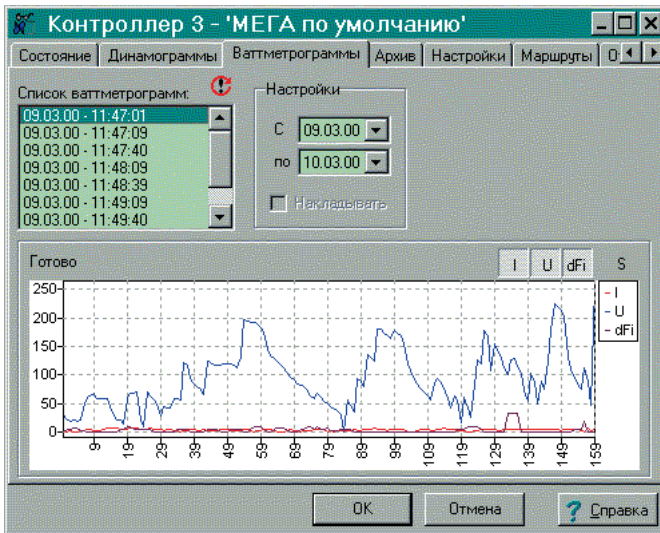 Контроллер 3 - 'МЕГА по умолчанию'
Состояние Динамограммы Ваттметрограммы Архив Настройки Маршруты О
Список ваттметрограмм:
09.03.00 - 11:47:01
09.03.00 - 11:47:09
09.03.00 - 11:47:40
09.03.00 - 11:48:09
09.03.00 - 11:48:39
09.03.00 - 11:49:09
09.03.00 - 11:49:40
Настройки
С 09.03.00
по 10.03.00
Накладывать
Готово
I U dFi S
250
200
150
100
50
0
9 19 29 39 49 59 69 79 89 99 109 119 129 139 149 159
I
U
dFi
OK Отмена ? Справка